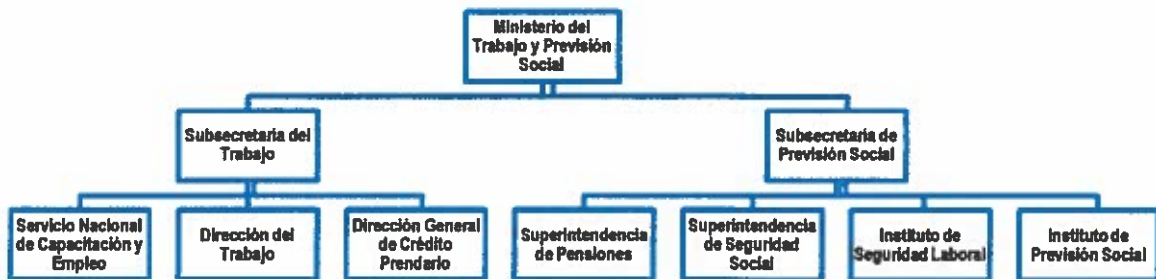 Ministerio del
Trabajo y Previsión
Social
Subsecretaria del
Trabajo
Subsecretaria de
Previsión Social
Servicio Nacional
de Capacitación y
Empleo
Dirección del
Trabajo
Dirección General
de Crédito
Prendario
Superintendencia
de Pensiones
Superintendencia
de Seguridad
Social
Instituto de
Seguridad Laboral
Instituto de
Previsión Social